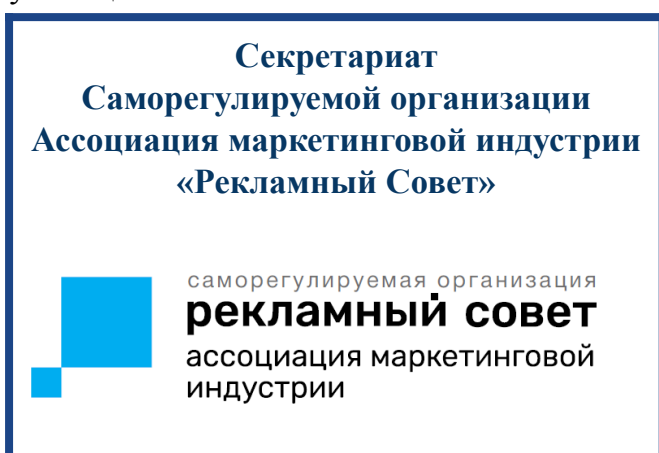 Секретариат
Саморегулируемой организации
Ассоциация маркетинговой индустрии
«Рекламный Совет»
саморегулируемая организация
рекламный совет
ассоциация маркетинговой
индустрии